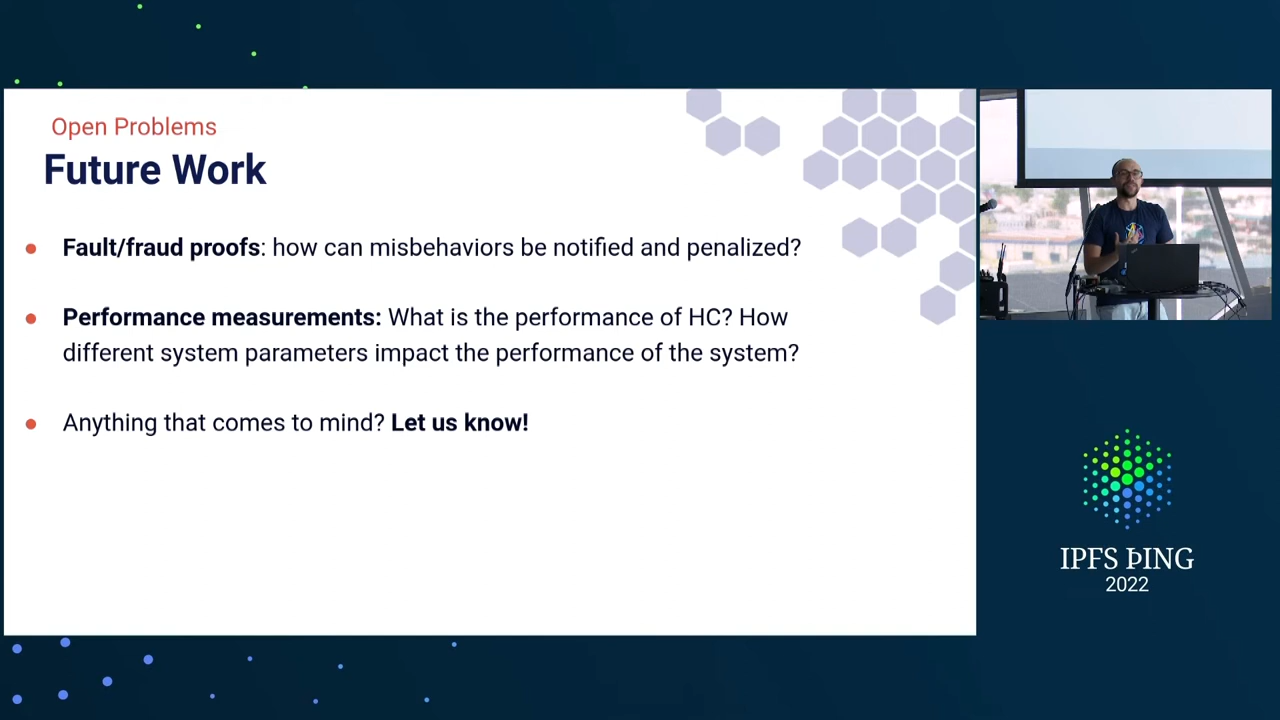 Open Problems
Future Work
● Fault/fraud proofs: how can misbehaviors be notified and penalized?
● Performance measurements: What is the performance of HC? How
different system parameters impact the performance of the system?
● Anything that comes to mind? Let us know!
IPFS ÞING
2022